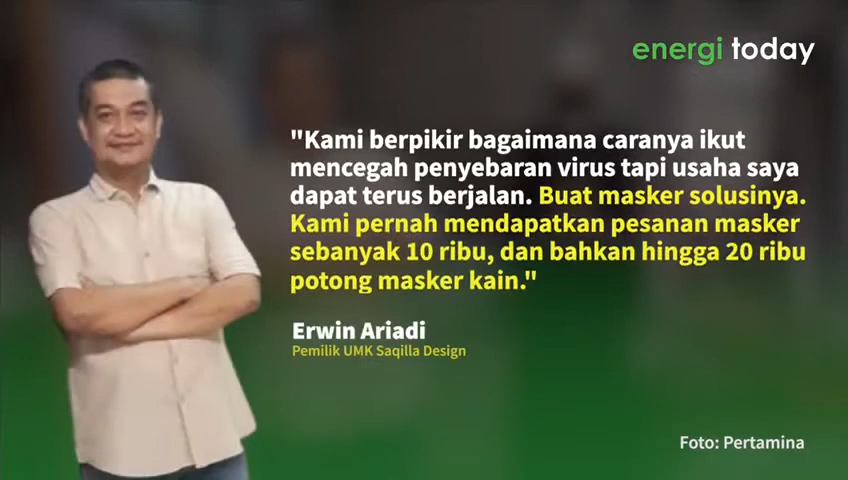 energi today
"Kami berpikir bagaimana caranya ikut
mencegah penyebaran virus tapi usaha saya
dapat terus berjalan. Buat masker solusinya.
Kami pernah mendapatkan pesanan masker
sebanyak 10 ribu, dan bahkan hingga 20 ribu
potong masker kain."
Erwin Ariadi
Pemilik UMK Saqilla Design
Foto: Pertamina